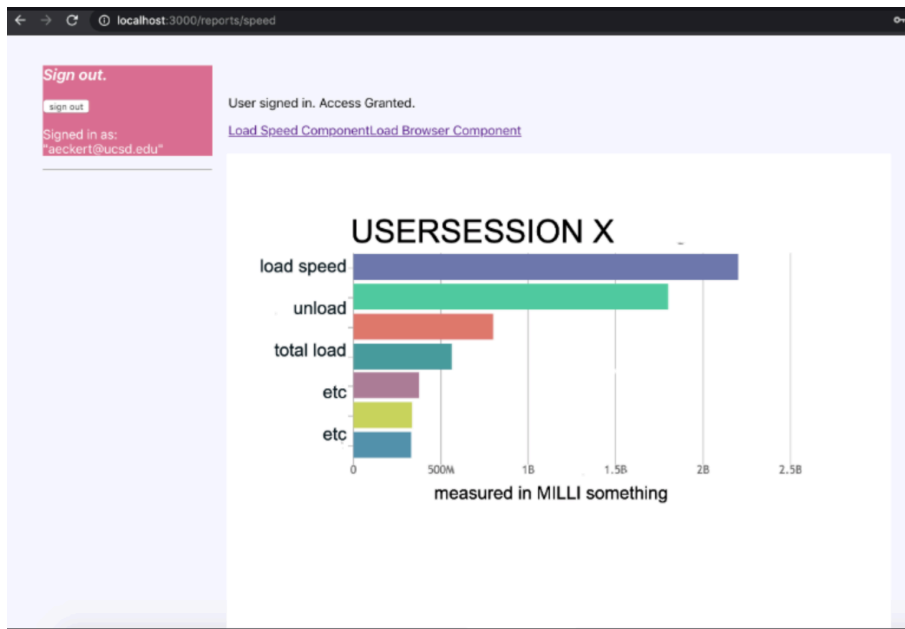 localhost:3000/reports/speed
Sign out.
sign out
Signed in as:
"aeckert@ucsd.edu"
User signed in. Access Granted.
Load Speed ComponentLoad Browser Component
USERSESSION X
load speed
unload
total load
etc
etc
0 500M 1B 1.5B 2B 2.5B
measured in MILLI something